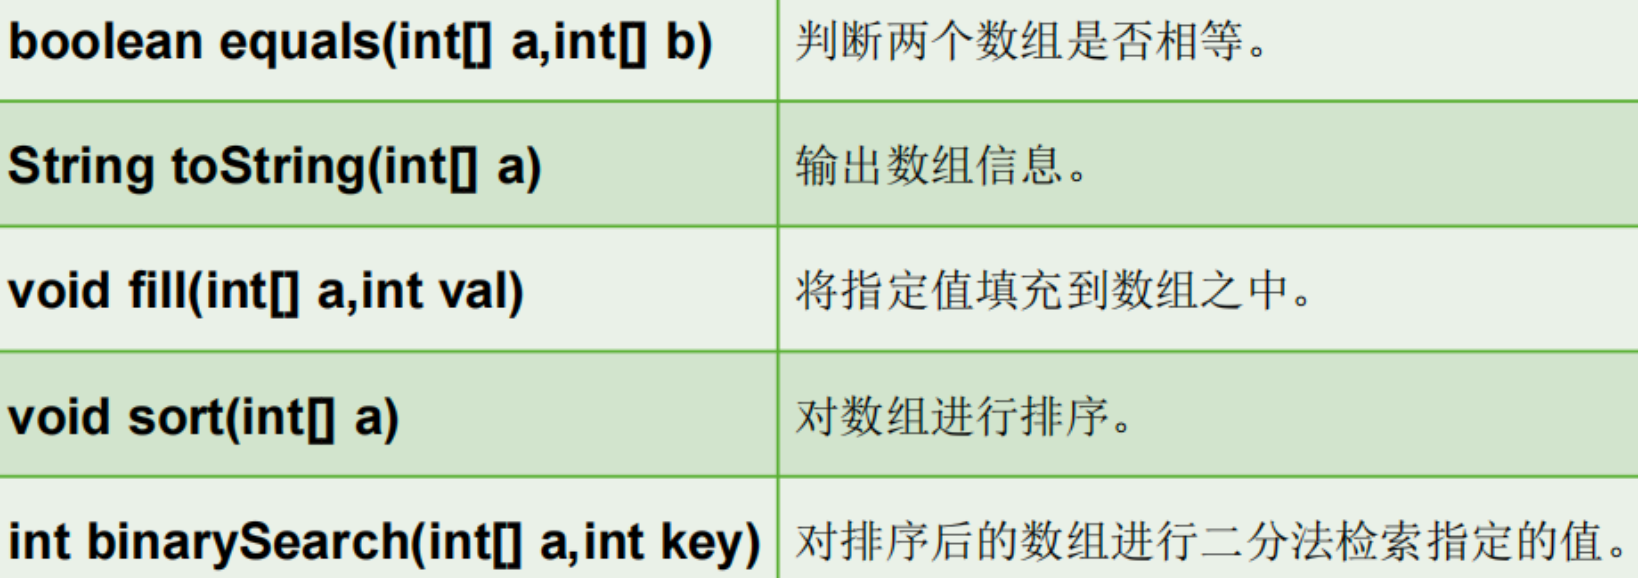 boolean equals(int[] a,int[] b) 判断两个数组是否相等。
String toString(int[] a) 输出数组信息。
void fill(int[] a,int val) 将指定值填充到数组之中。
void sort(int[] a) 对数组进行排序。
int binarySearch(int[] a,int key) 对排序后的数组进行二分法检索指定的值。